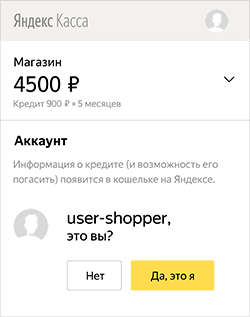 Яндекс Касса
Магазин
4500 ₽
Кредит 900 ₽ × 5 месяцев
Аккаунт
Информация о кредите (и возможность его
погасить) появится в кошельке на Яндексе.
user-shopper,
это вы?
Нет
Да, это я